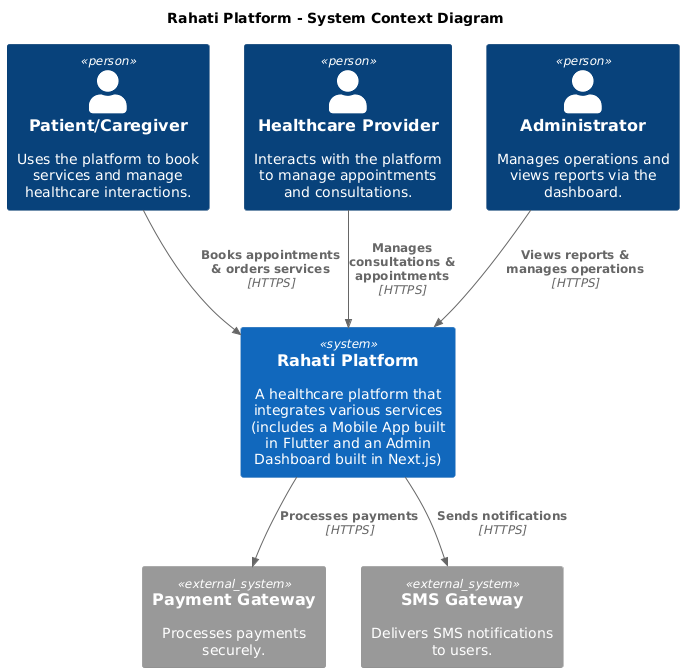 Rahati Platform - System Context Diagram
«person»
Patient/Caregiver
Uses the platform to book
services and manage
healthcare interactions.
«person»
Healthcare Provider
Interacts with the platform
to manage appointments
and consultations.
«person»
Administrator
Manages operations and
views reports via the
dashboard.
Books appointments
& orders services
[HTTPS]
Manages
consultations &
appointments
[HTTPS]
Views reports &
manages operations
[HTTPS]
«system»
Rahati Platform
A healthcare platform that
integrates various services
(includes a Mobile App built
in Flutter and an Admin
Dashboard built in Next.js)
Processes payments
[HTTPS]
Sends notifications
[HTTPS]
«external_system»
Payment Gateway
Processes payments
securely.
«external_system»
SMS Gateway
Delivers SMS notifications
to users.